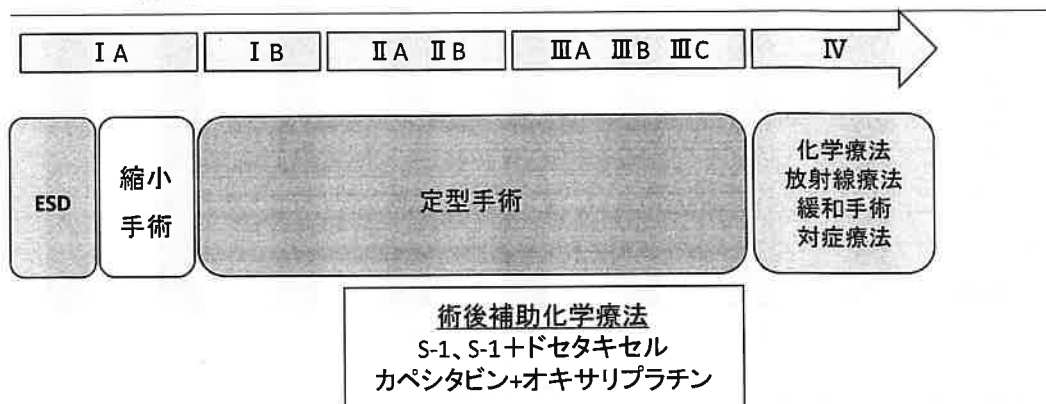 ⅠA
ⅠB
ⅡA ⅡB
ⅢA ⅢB ⅢC
Ⅳ
ESD
縮小
手術
定型手術
化学療法
放射線療法
緩和手術
対症療法
術後補助化学療法
S-1、S-1＋ドセタキセル
カペシタビン+オキサリプラチン